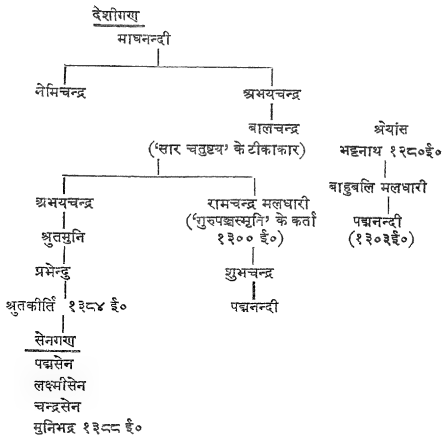 देशीगण
माघनन्दी
नेमिचन्द्र अभयचन्द्र
बालचन्द्र
('सार चतुष्टय' के टीकाकार)
श्रेयांस
भट्टनाथ १२८० ई०
बाहुबलि मलधारी
पद्मनन्दी
(१३०३ई०)
अभयचन्द्र
श्रुतमुनि
प्रभेन्दु
श्रुतकीर्ति १३८४ ई०
रामचन्द्र मलधारी
('गुरुपञ्चस्मृनि' के कर्ता
१३०० ई०)
शुभचन्द्र
पद्मनन्दी
सेनगण
पद्मसेन
लक्ष्मीसेन
चन्द्रसेन
मुनिभद्र १३८८ ई०